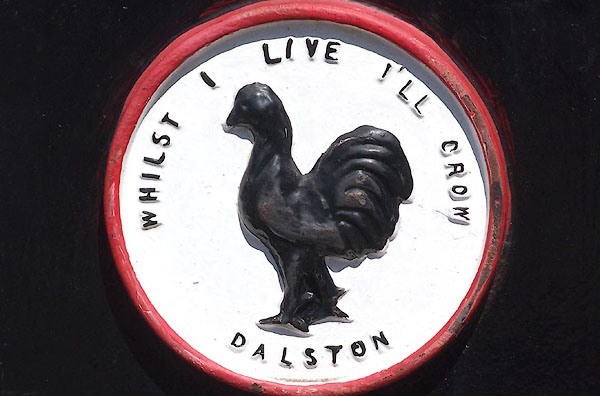 WHILST I LIVE I'LL CROW
DALSTON